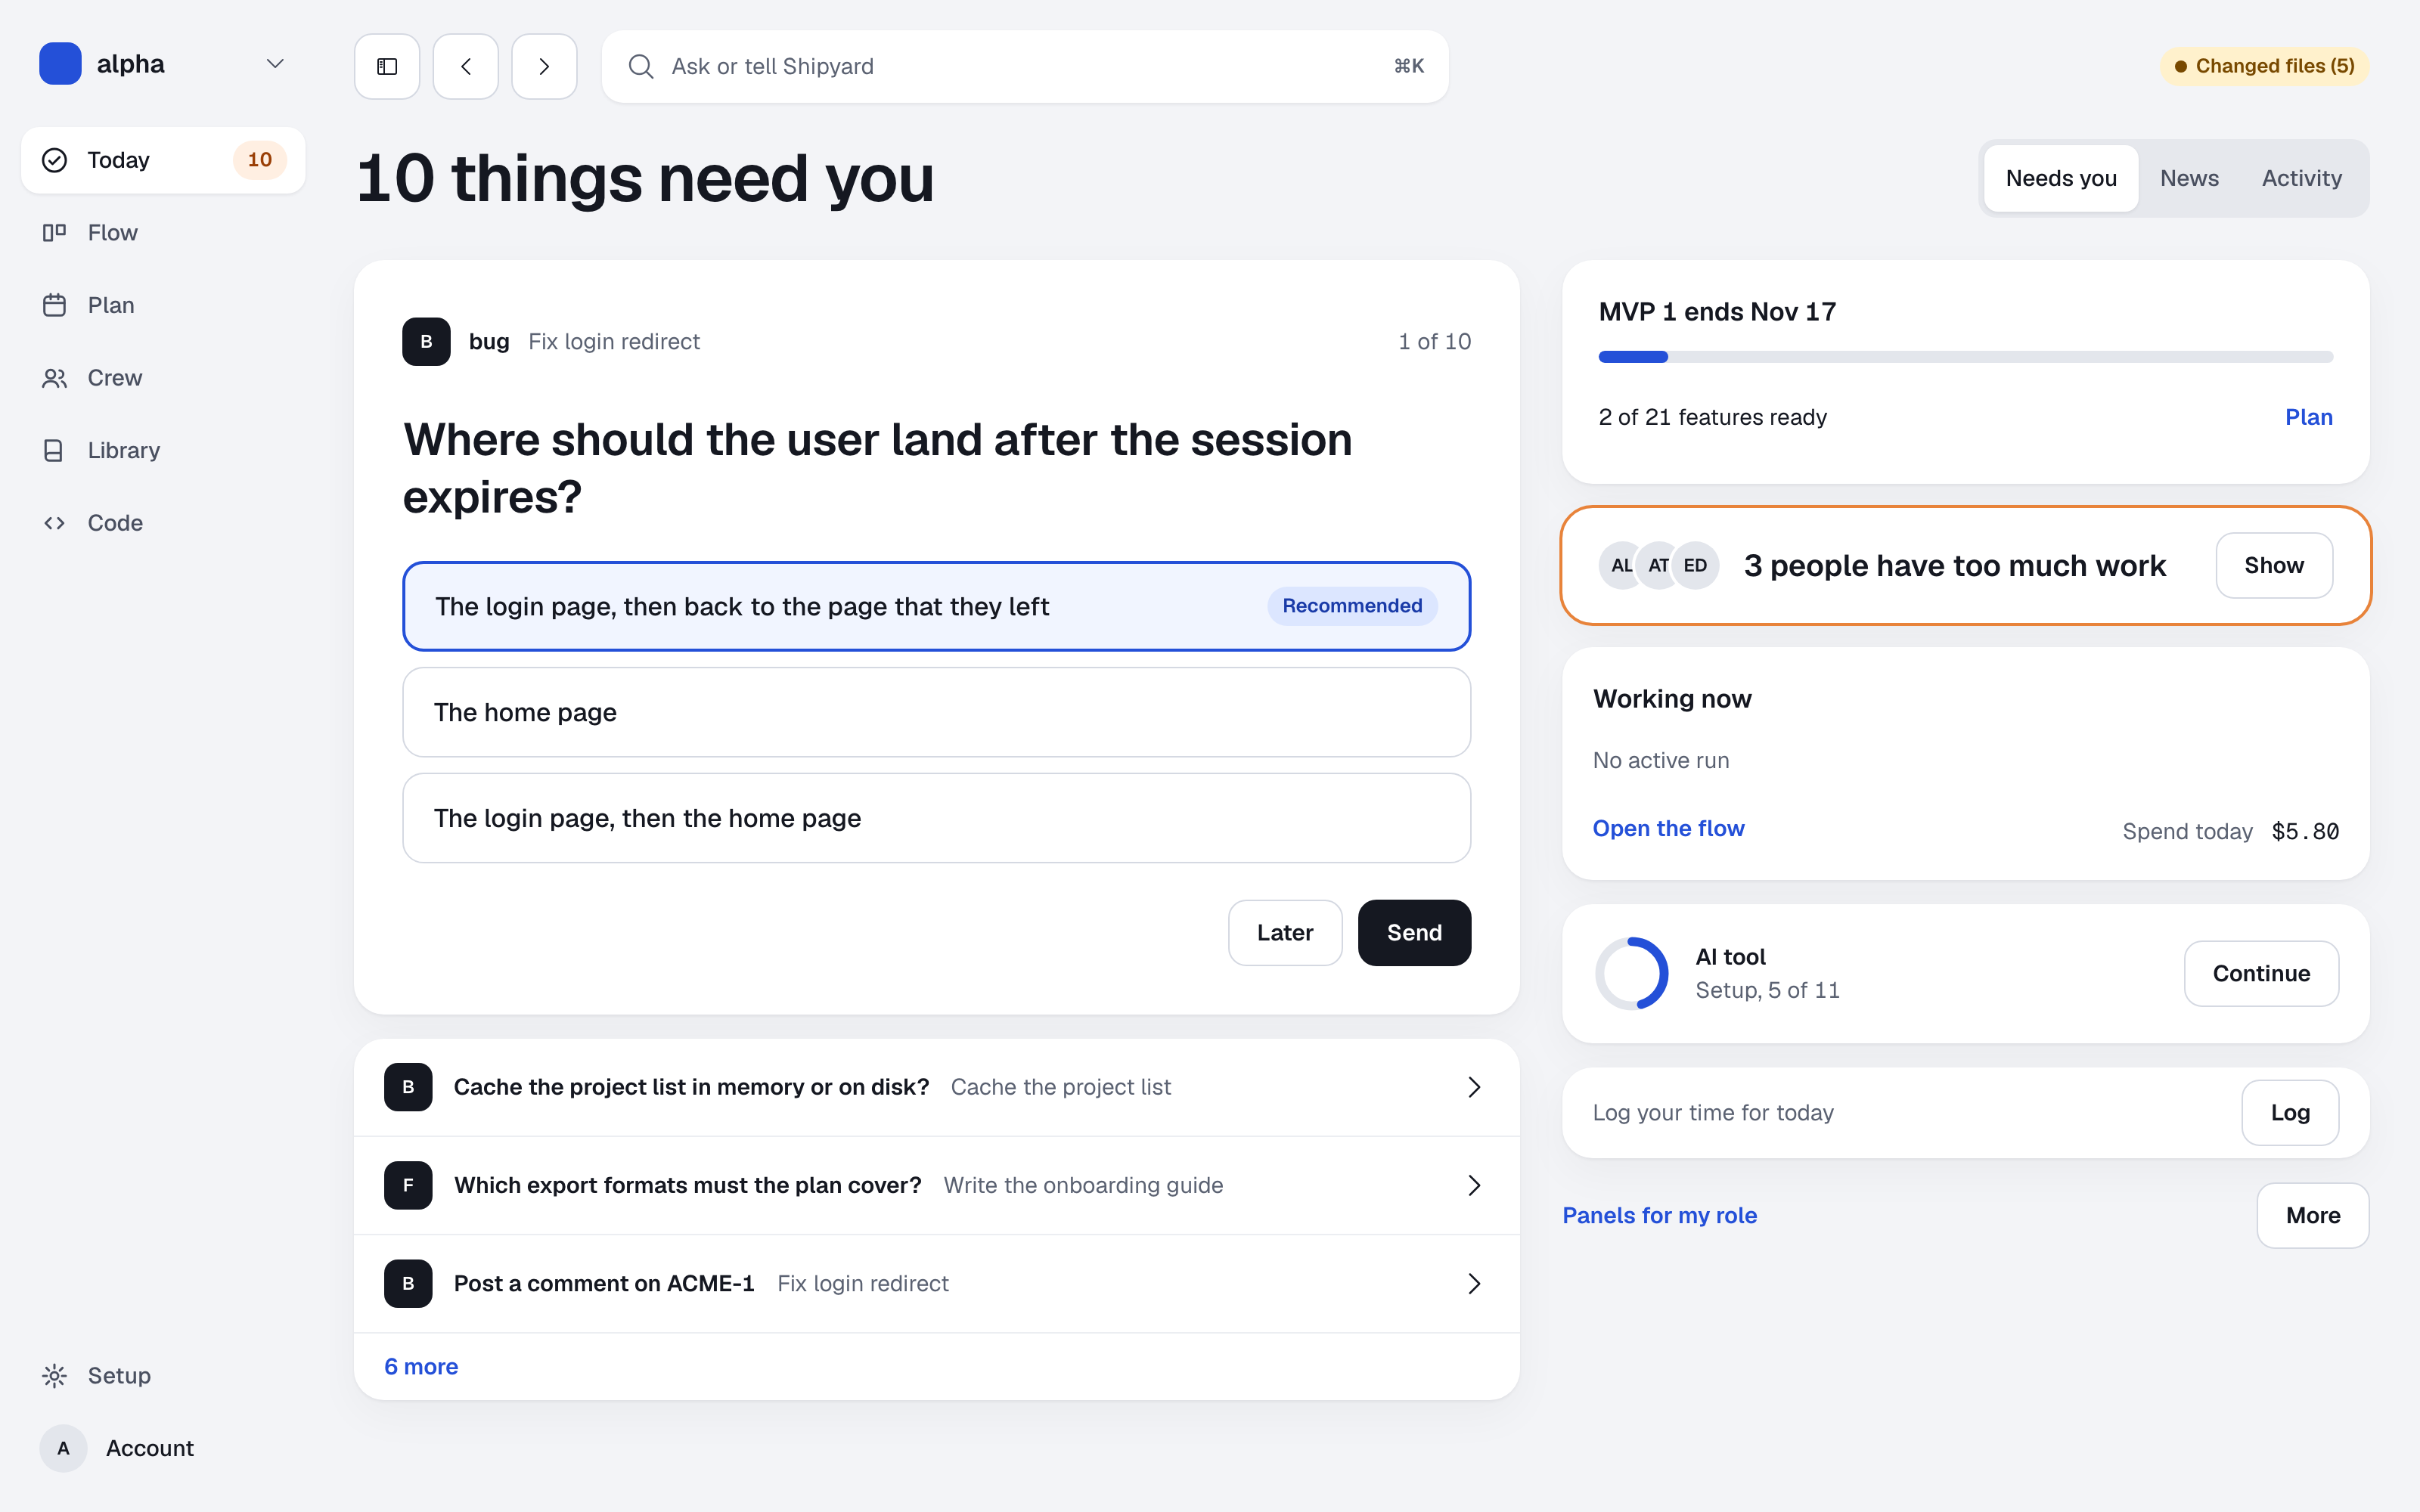 alpha
Ask or tell Shipyard
⌘K
Changed files (5)
Today
10
Flow
Plan
Crew
Library
Code
Setup
A
Account
10 things need you
Needs you
News
Activity
B
bug
Fix login redirect
1 of 10
Where should the user land after the session
expires?
The login page, then back to the page that they left
Recommended
The home page
The login page, then the home page
Later
Send
B
Cache the project list in memory or on disk?
Cache the project list
F
Which export formats must the plan cover?
Write the onboarding guide
B
Post a comment on ACME-1
Fix login redirect
6 more
MVP 1 ends Nov 17
2 of 21 features ready
Plan
AL
AT
ED
3 people have too much work
Show
Working now
No active run
Open the flow
Spend today
$5.80
AI tool
Setup, 5 of 11
Continue
Log your time for today
Log
Panels for my role
More